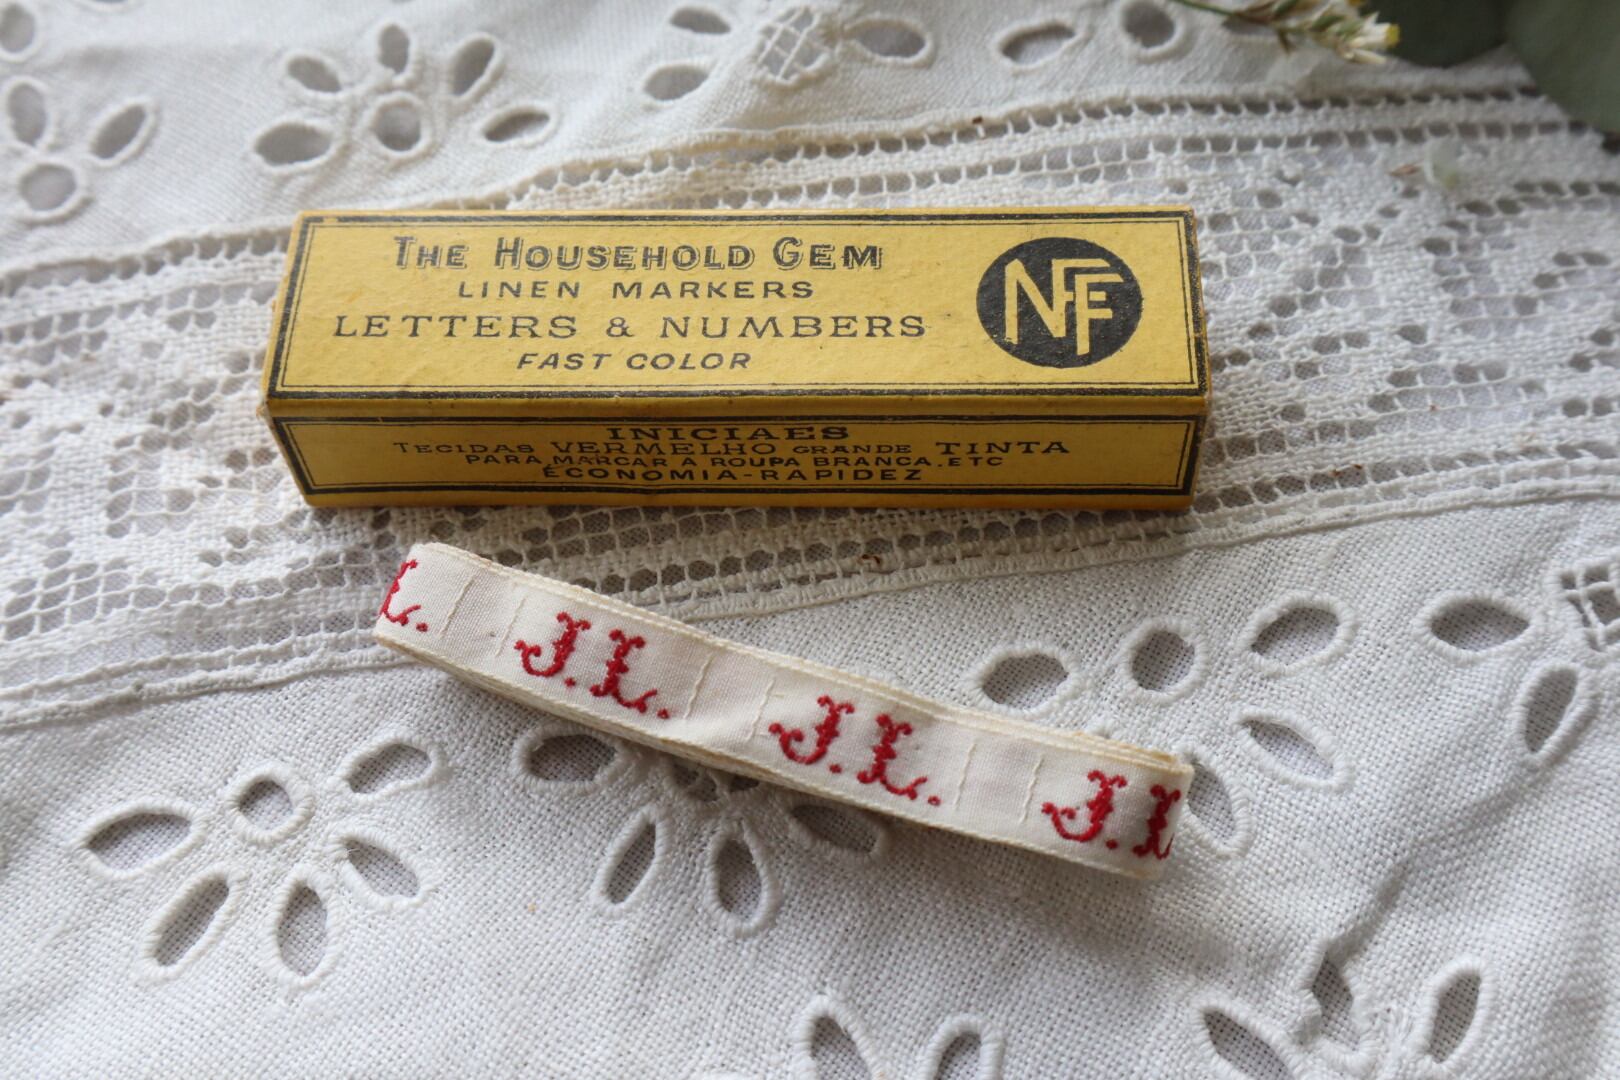 THE HOUSEHOLD GEM
LINEN MARKERS
LETTERS & NUMBERS
FAST COLOR
NFF
INICIAES
TECIDAS VERMELHO GRANDE TINTA
PARA MARCAR A ROUPA BRANCA. ETC
ECONOMIA-RAPIDEZ
L. J.L. J.L. J.L